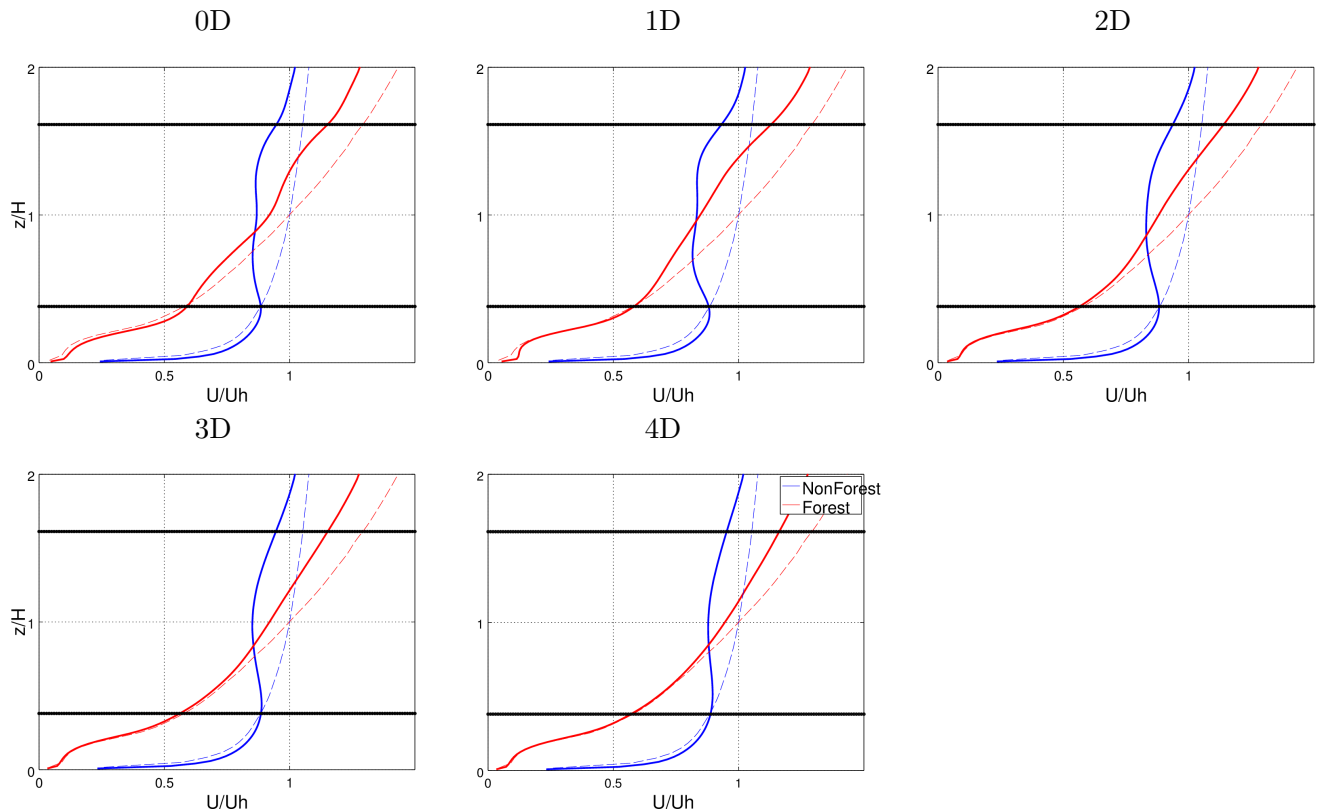 0D 1D 2D
2 2 2
z/H 1 1 1
0 0 0
0 0.5 1 0 0.5 1 0 0.5 1
U/Uh U/Uh U/Uh
3D 4D
2 2 NonForest
Forest
z/H 1 1
0 0
0 0.5 1 0 0.5 1
U/Uh U/Uh